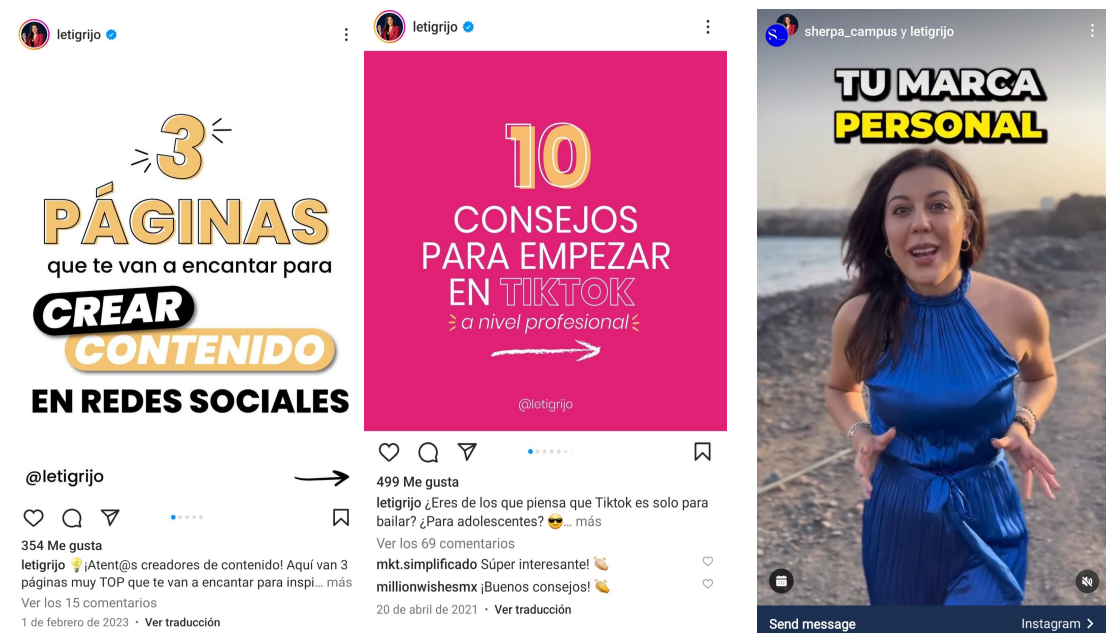 letigrijo
3
PÁGINAS
que te van a encantar para
CREAR
CONTENIDO
EN REDES SOCIALES
@letigrijo
354 Me gusta
letigrijo 💡¡Atent@s creadores de contenido! Aquí van 3
páginas muy TOP que te van a encantar para inspi... más
Ver los 15 comentarios
1 de febrero de 2023 • Ver traducción
letigrijo
10
CONSEJOS
PARA EMPEZAR
EN TIKTOK
a nivel profesional
@letigrijo
499 Me gusta
letigrijo ¿Eres de los que piensa que Tiktok es solo para
bailar? ¿Para adolescentes? 😎... más
Ver los 69 comentarios
mkt.simplificado Súper interesante! 👏
millionwishesmx ¡Buenos consejos! 👏
20 de abril de 2021 • Ver traducción
S
sherpa_campus y letigrijo
TU MARCA
PERSONAL
Send message
Instagram